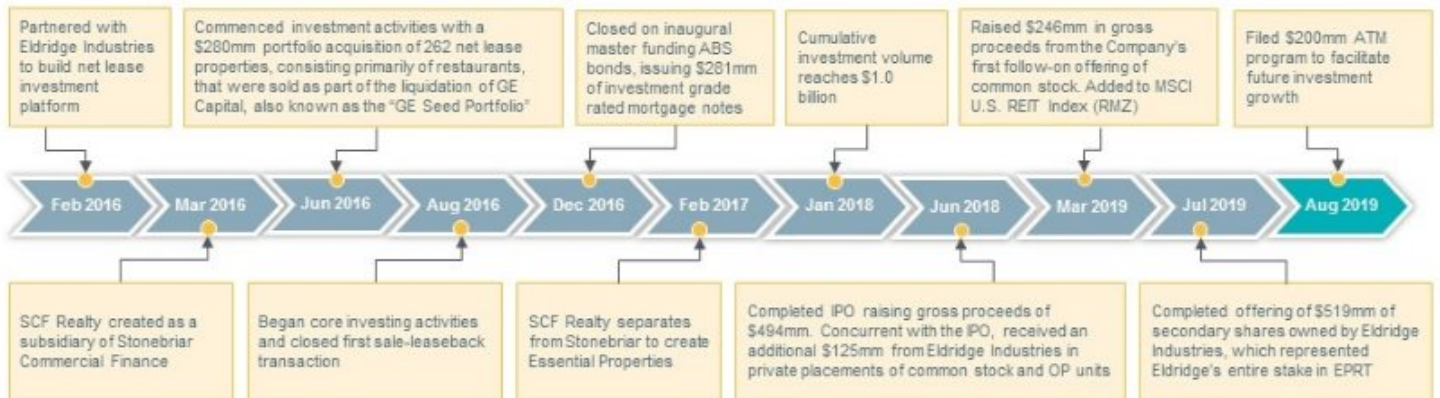 Partnered with
Eldridge Industries
to build net lease
investment
platform
Commenced investment activities with a
$280mm portfolio acquisition of 262 net lease
properties, consisting primarily of restaurants,
that were sold as part of the liquidation of GE
Capital, also known as the “GE Seed Portfolio”
Closed on inaugural
master funding ABS
bonds, issuing $281mm
of investment grade
rated mortgage notes
Cumulative
investment volume
reaches $1.0
billion
Raised $246mm in gross
proceeds from the Company's
first follow-on offering of
common stock. Added to MSCI
U.S. REIT Index (RMZ)
Filed $200mm ATM
program to facilitate
future investment
growth
Feb 2016
Mar 2016
Jun 2016
Aug 2016
Dec 2016
Feb 2017
Jan 2018
Jun 2018
Mar 2019
Jul 2019
Aug 2019
SCF Realty created as a
subsidiary of Stonebriar
Commercial Finance
Began core investing activities
and closed first sale-leaseback
transaction
SCF Realty separates
from Stonebriar to create
Essential Properties
Completed IPO raising gross proceeds of
$494mm. Concurrent with the IPO, received an
additional $125mm from Eldridge Industries in
private placements of common stock and OP units
Completed offering of $519mm of
secondary shares owned by Eldridge
Industries, which represented
Eldridge's entire stake in EPRT